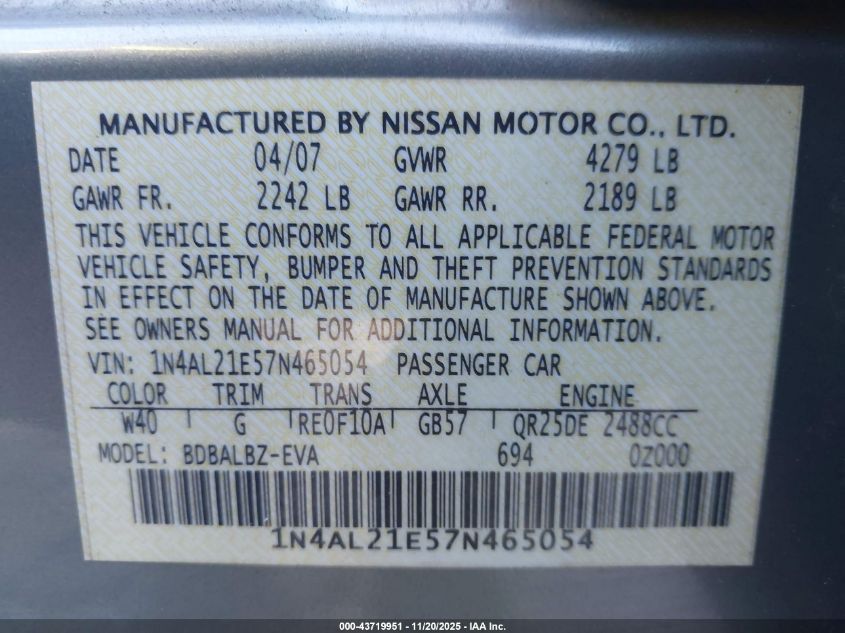 MANUFACTURED BY NISSAN MOTOR CO., LTD.
DATE 04/07 GVWR 4279 LB
GAWR FR. 2242 LB GAWR RR. 2189 LB
THIS VEHICLE CONFORMS TO ALL APPLICABLE FEDERAL MOTOR
VEHICLE SAFETY, BUMPER AND THEFT PREVENTION STANDARDS
IN EFFECT ON THE DATE OF MANUFACTURE SHOWN ABOVE.
SEE OWNERS MANUAL FOR ADDITIONAL INFORMATION.
VIN: 1N4AL21E57N465054 PASSENGER CAR
COLOR TRIM TRANS AXLE ENGINE
W40 G RE0F10A GB57 QR25DE 2488CC
MODEL: BDBALBZ-EVA 694 0Z000
1N4AL21E57N465054
000-43719951 - 11/20/2025 - IAA Inc.